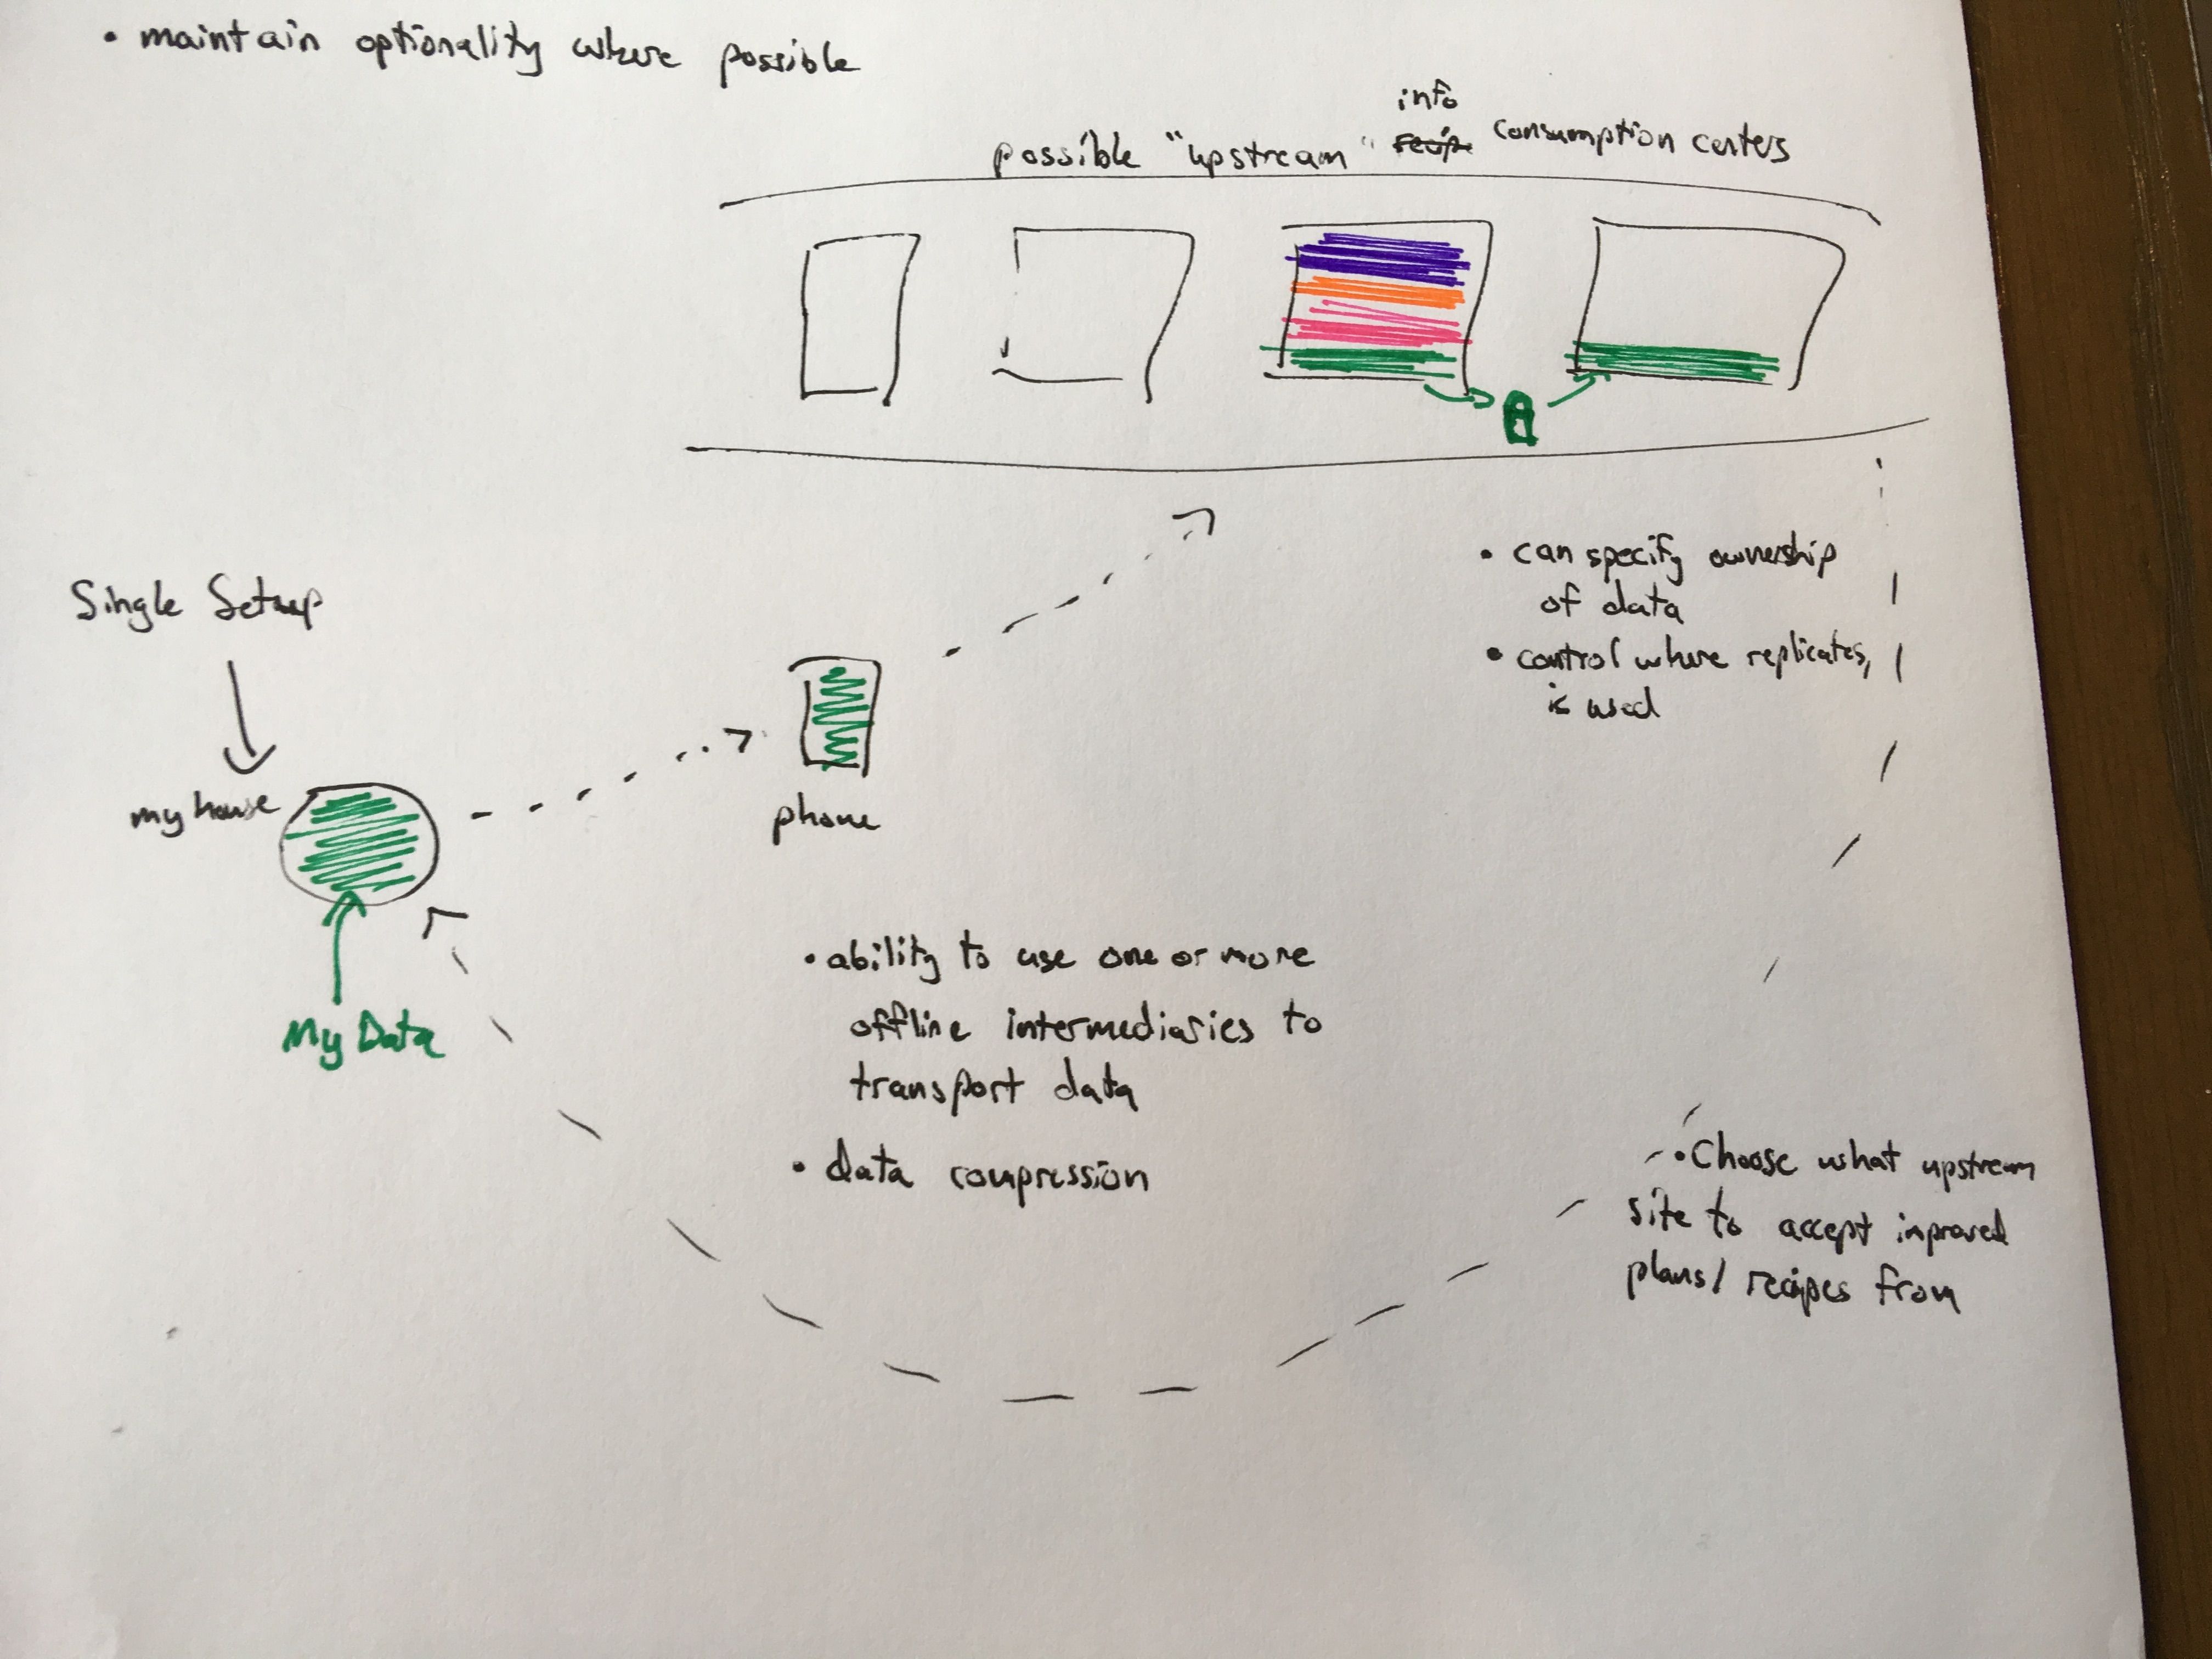 • maintain optionality where possible
info
possible "upstream" recip consumption centers
• can specify ownership
of data
• control where replicates,
is used
Single Setup
my house
phone
My Data
• ability to use one or more
offline intermediaries to
transport data
• data compression
• Choose what upstream
site to accept improved
plans/recipes from